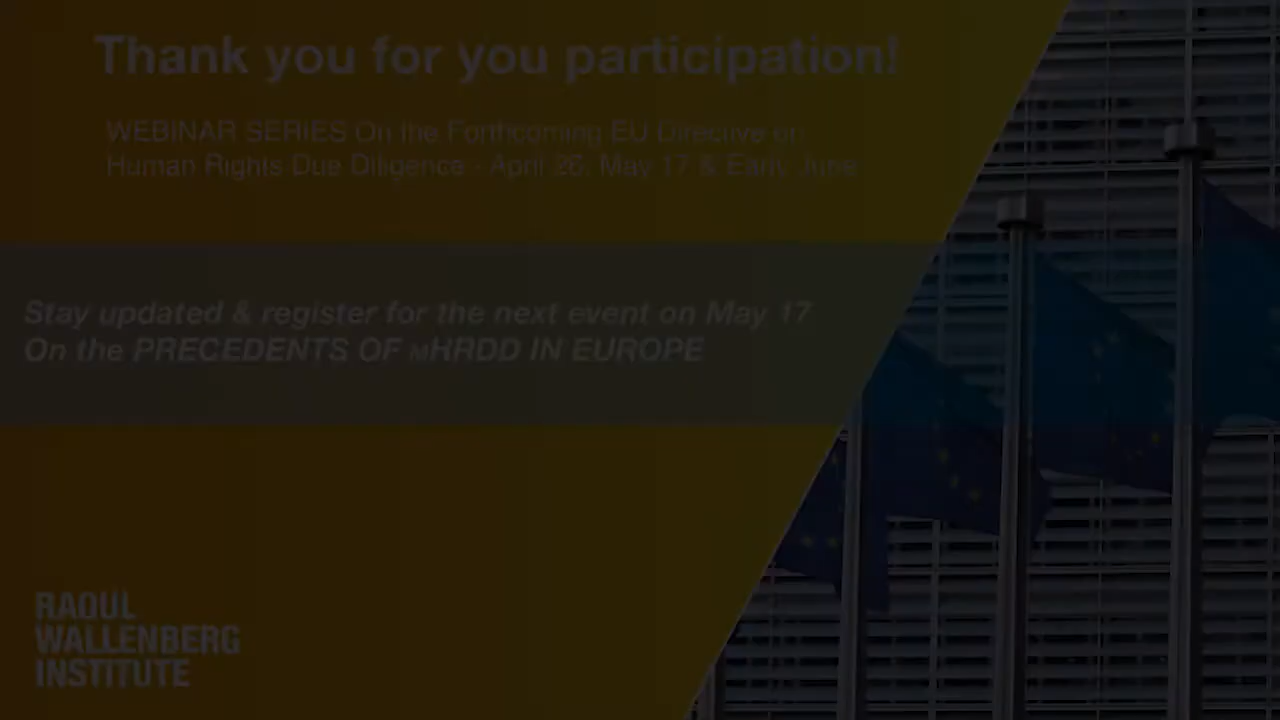 Thank you for you participation!
WEBINAR SERIES On the Forthcoming EU Directive on
Human Rights Due Diligence - April 26, May 17 & Early June
Stay updated & register for the next event on May 17
On the PRECEDENTS OF mHRDD IN EUROPE
RAOUL
WALLENBERG
INSTITUTE